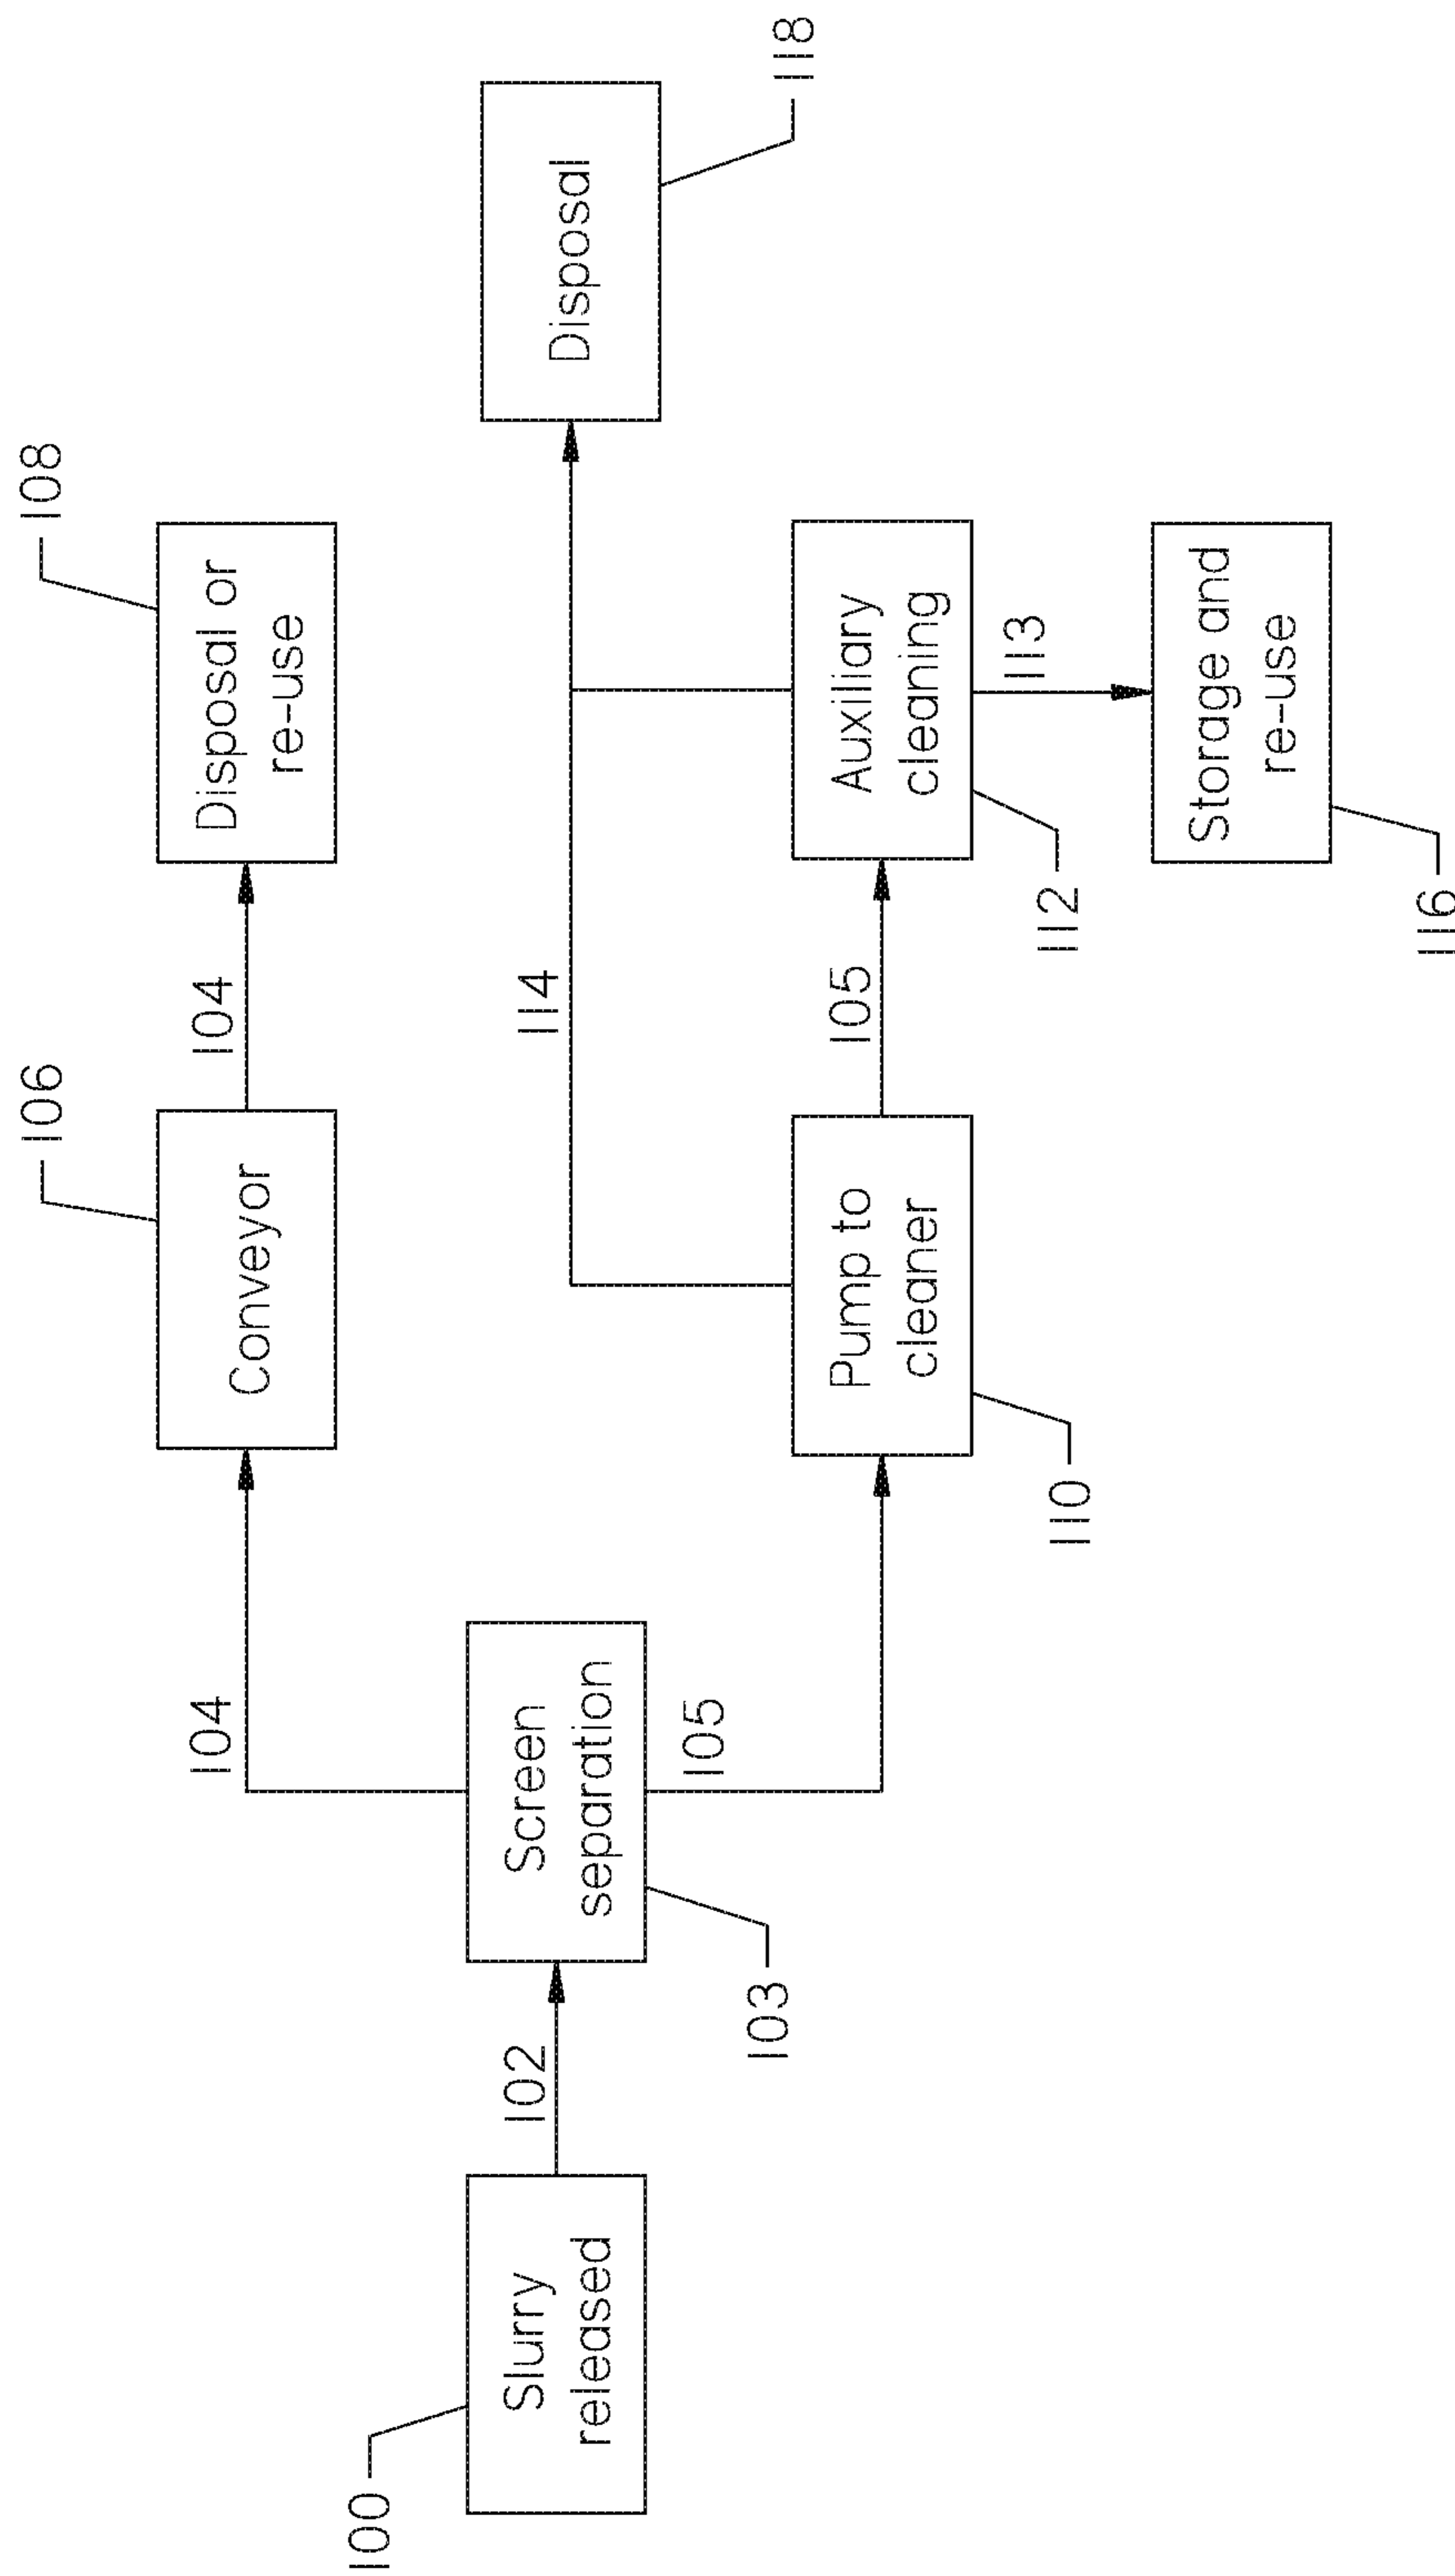 100
Slurry
released
102
Screen
separation
103
104
Conveyor
106
104
Disposal or
re-use
108
105
Pump to
cleaner
110
105
Auxiliary
cleaning
112
113
Storage and
re-use
116
114
Disposal
118